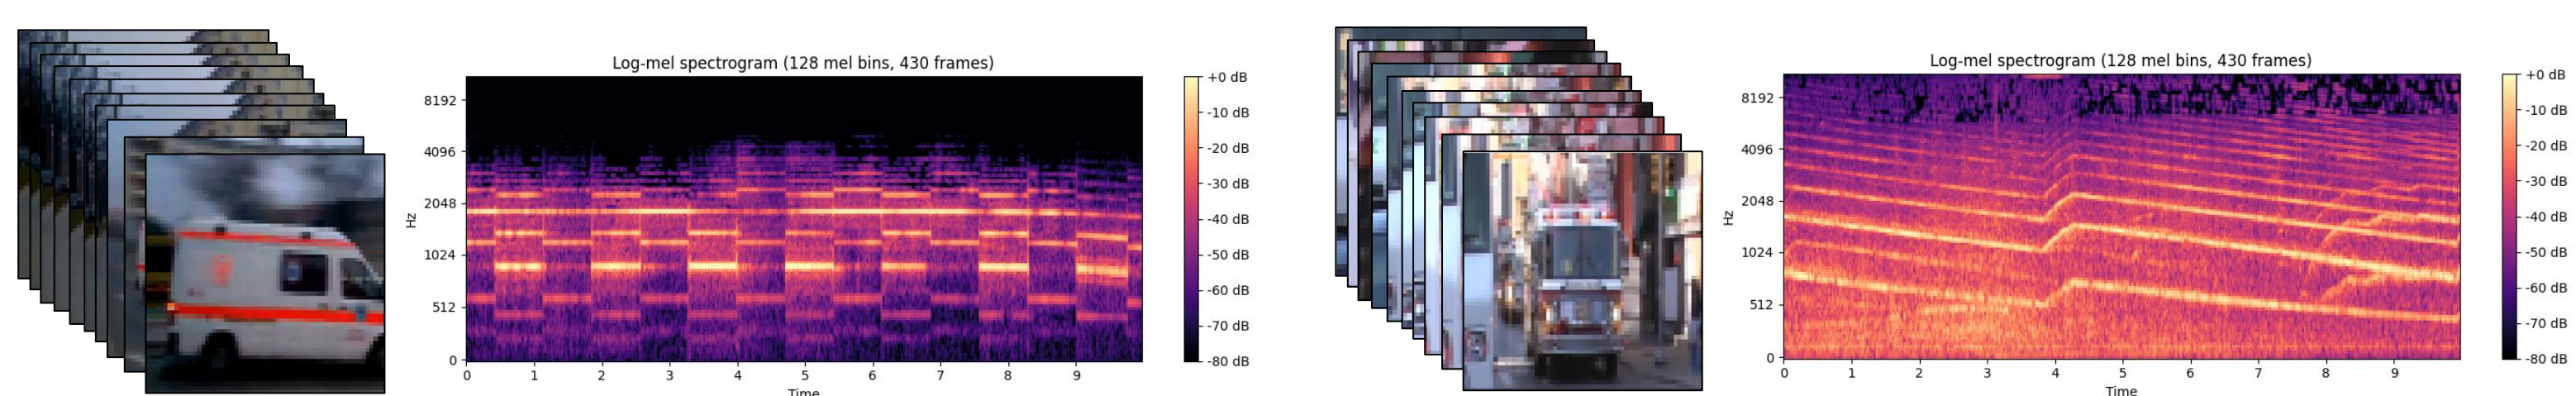 Log-mel spectrogram (128 mel bins, 430 frames)
Hz
8192
4096
2048
1024
512
0
0 1 2 3 4 5 6 7 8 9
Time
+0 dB
-10 dB
-20 dB
-30 dB
-40 dB
-50 dB
-60 dB
-70 dB
-80 dB
Log-mel spectrogram (128 mel bins, 430 frames)
Hz
8192
4096
2048
1024
512
0
0 1 2 3 4 5 6 7 8 9
Time
+0 dB
-10 dB
-20 dB
-30 dB
-40 dB
-50 dB
-60 dB
-70 dB
-80 dB